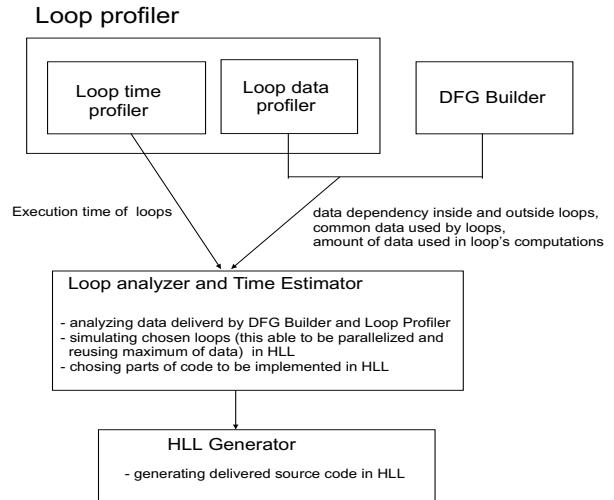 Loop profiler
Loop time
profiler
Loop data
profiler
DFG Builder
Execution time of loops
data dependency inside and outside loops,
common data used by loops,
amount of data used in loop's computations
Loop analyzer and Time Estimator
- analyzing data deliverd by DFG Builder and Loop Profiler
- simulating chosen loops (this able to be parallelized and
reusing maximum of data) in HLL
- chosing parts of code to be implemented in HLL
HLL Generator
- generating delivered source code in HLL